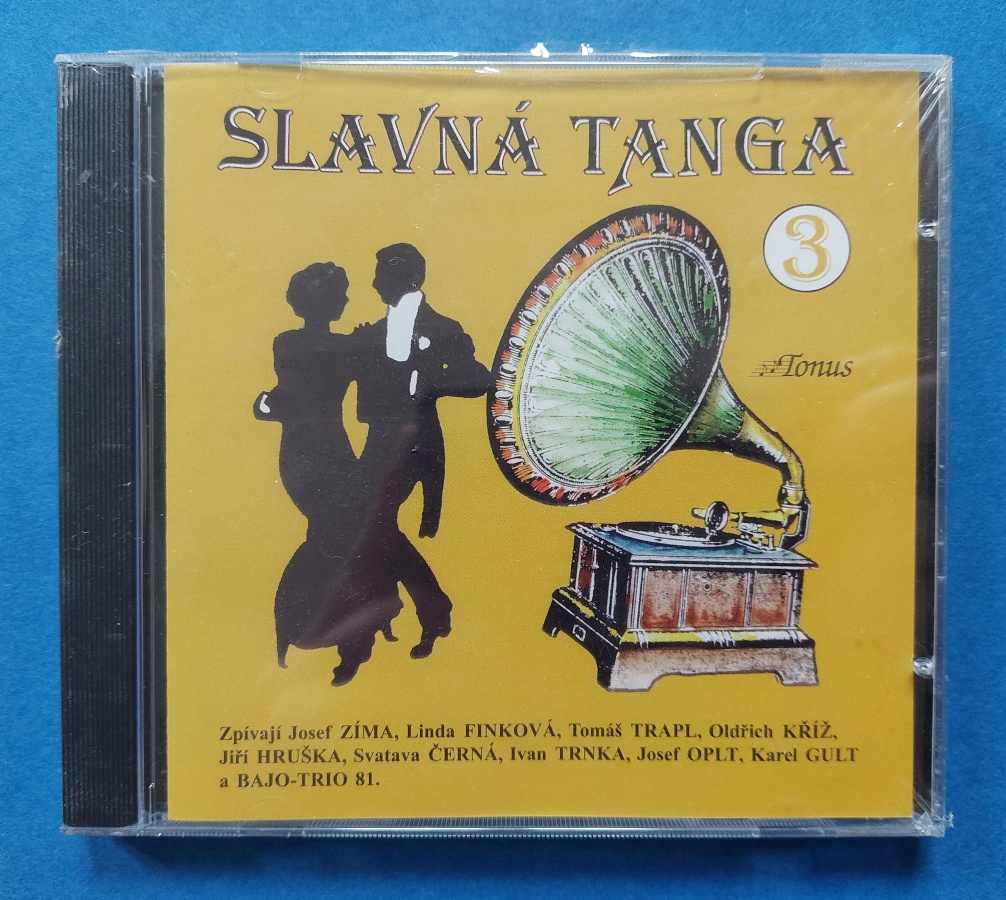 SLAVNÁ TANGA
3
Tonus
Zpívají Josef ZÍMA, Linda FINKOVÁ, Tomáš TRAPL, Oldřich KŘÍŽ,
Jiří HRUŠKA, Svatava ČERNÁ, Ivan TRNKA, Josef OPLT, Karel GULT
a BAJO-TRIO 81.